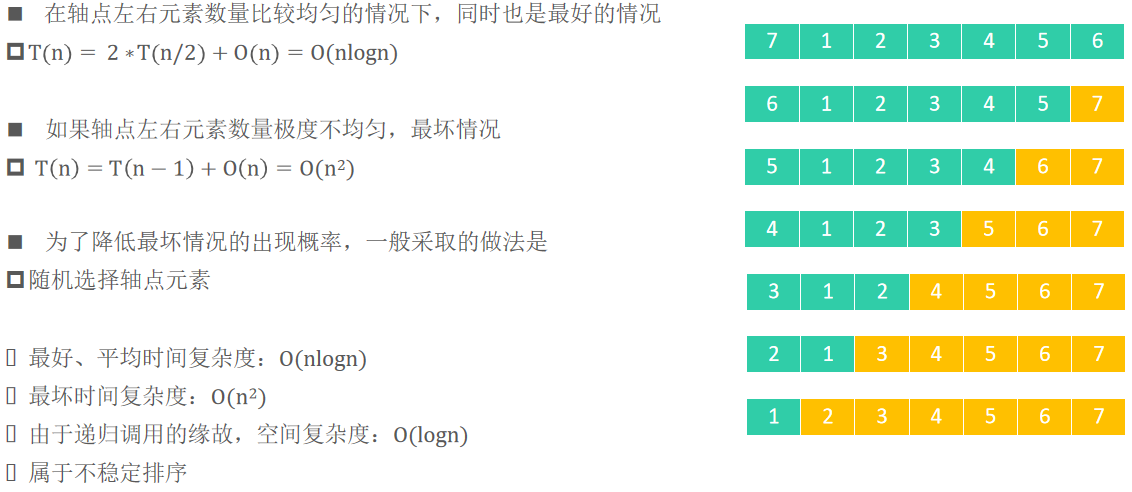 ■ 在轴点左右元素数量比较均匀的情况下，同时也是最好的情况
T(n) = 2 ∗T(n/2) + O(n) = O(nlogn)
■ 如果轴点左右元素数量极度不均匀，最坏情况
T(n) = T(n − 1) + O(n) = O(n²)
■ 为了降低最坏情况的出现概率，一般采取的做法是
随机选择轴点元素
最好、平均时间复杂度：O(nlogn)
最坏时间复杂度：O(n²)
由于递归调用的缘故，空间复杂度：O(logn)
属于不稳定排序
7 1 2 3 4 5 6
6 1 2 3 4 5 7
5 1 2 3 4 6 7
4 1 2 3 5 6 7
3 1 2 4 5 6 7
2 1 3 4 5 6 7
1 2 3 4 5 6 7